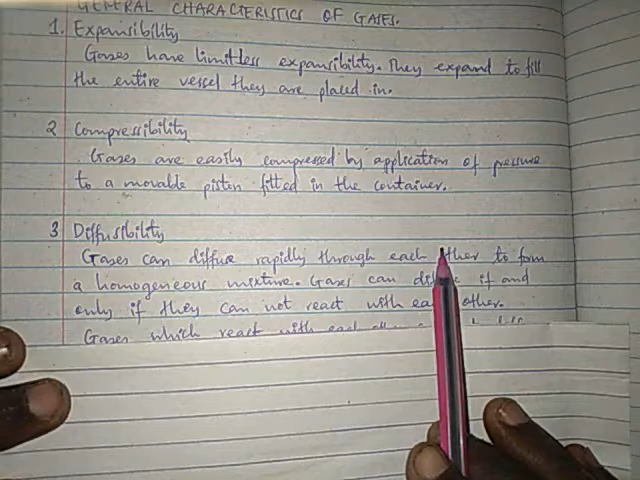 GENERAL CHARACTERISTICS OF GASES.
1. Expansibility
Gases have limitless expansibility. They expand to fill
the entire vessel they are placed in.
2 Compressibility
Gases are easily compressed by application of pressure
to a movable piston fitted in the container.
3 Diffusibility
Gases can diffuse rapidly through each other to form
a homogeneous mixture. Gases can if and
only if they can not react with each other.
Gases which react with each